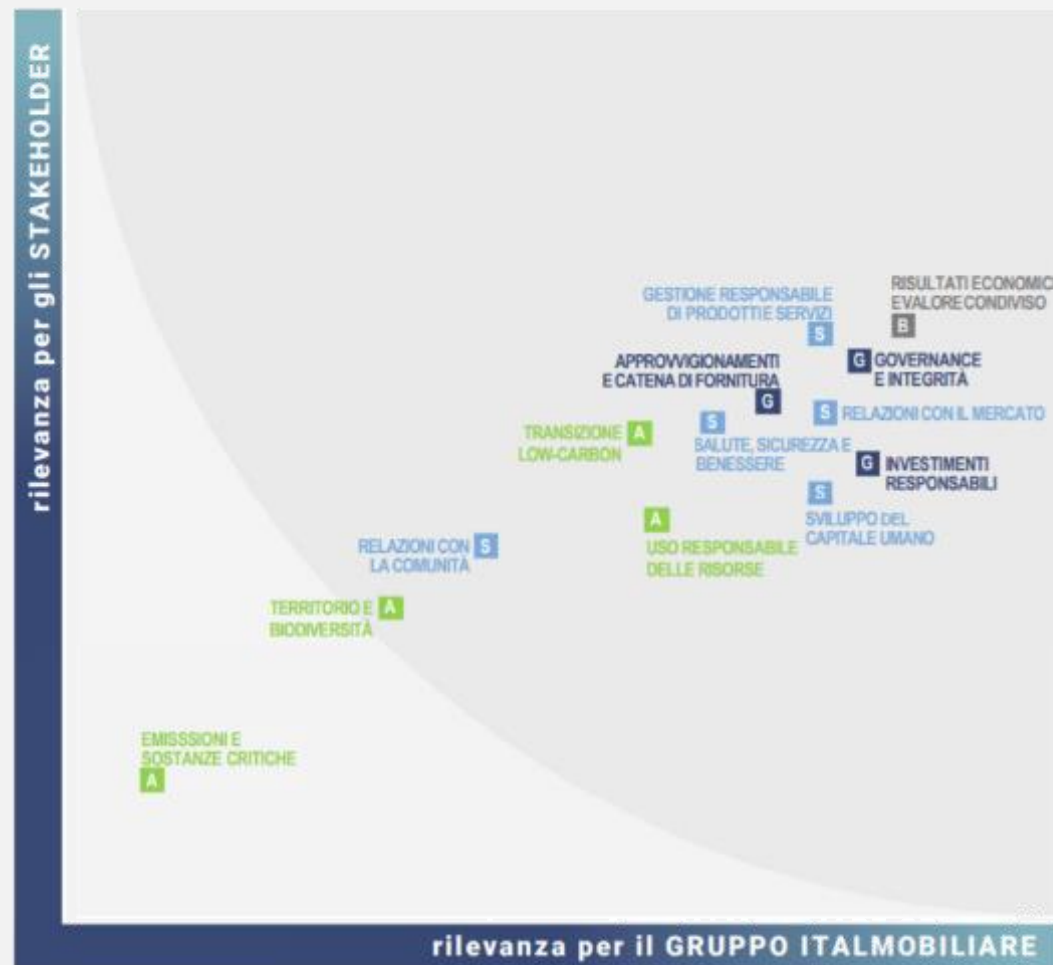 rilevanza per gli STAKEHOLDER
GESTIONE RESPONSABILE
DI PRODOTTI E SERVIZI
S
RISULTATI ECONOMIC
E VALORE CONDIVISO
B
APPROVVIGIONAMENTI
E CATENA DI FORNITURA
G
G GOVERNANCE
E INTEGRITÀ
S RELAZIONI CON IL MERCATO
TRANSIZIONE A
LOW-CARBON
S
SALUTE, SICUREZZA E
BENESSERE
G INVESTIMENTI
RESPONSABILI
S
SVILUPPO DEL
CAPITALE UMANO
A
USO RESPONSABILE
DELLE RISORSE
RELAZIONI CON S
LA COMUNITÀ
TERRITORIO E A
BIODIVERSITÀ
EMISSSIONI E
SOSTANZE CRITICHE
A
rilevanza per il GRUPPO ITALMOBILIARE